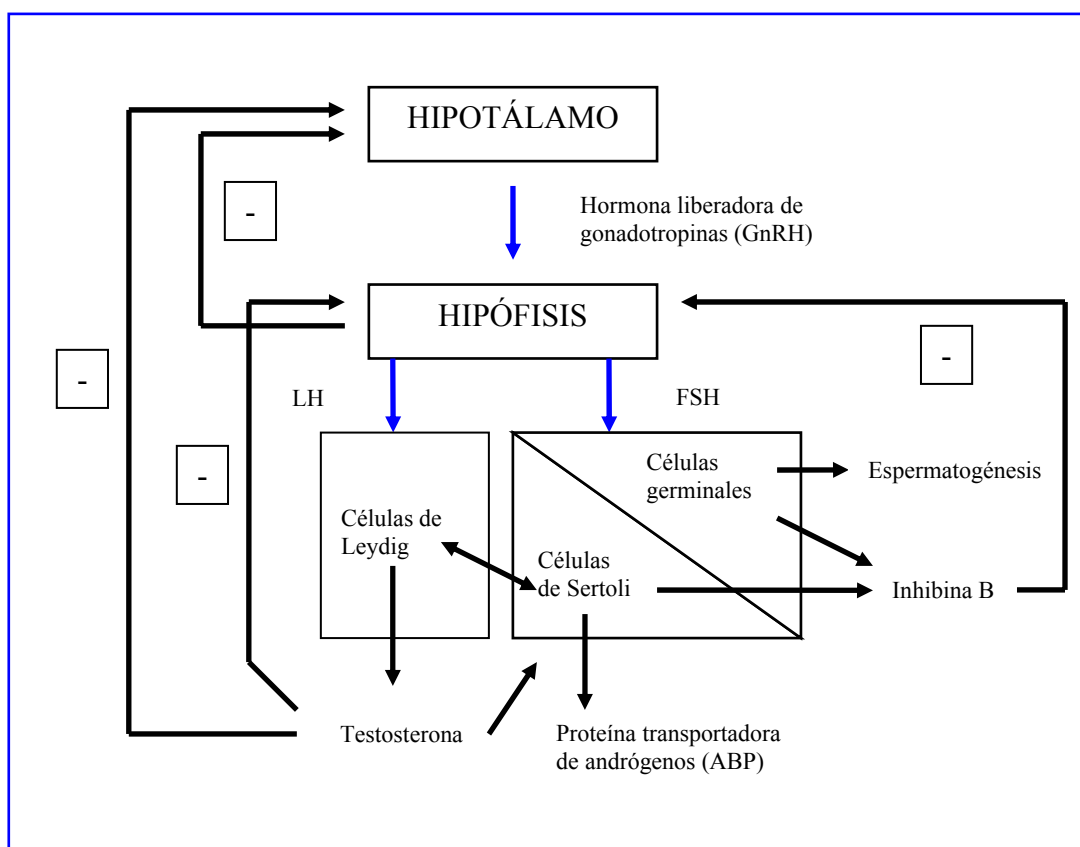 HIPOTÁLAMO
-
Hormona liberadora de
gonadotropinas (GnRH)
HIPÓFISIS
-
-
LH
FSH
-
Células
germinales
Espermatogénesis
Células de
Leydig
Células
de Sertoli
Inhibina B
Testosterona
Proteína transportadora
de andrógenos (ABP)